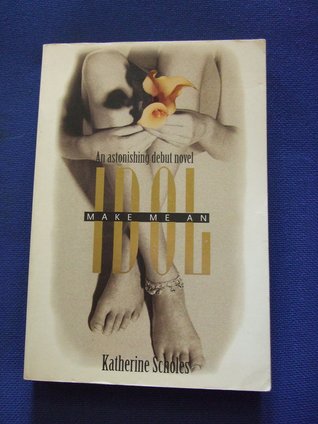 An astonishing debut novel
MAKE ME AN
IDOL
Katherine Scholes